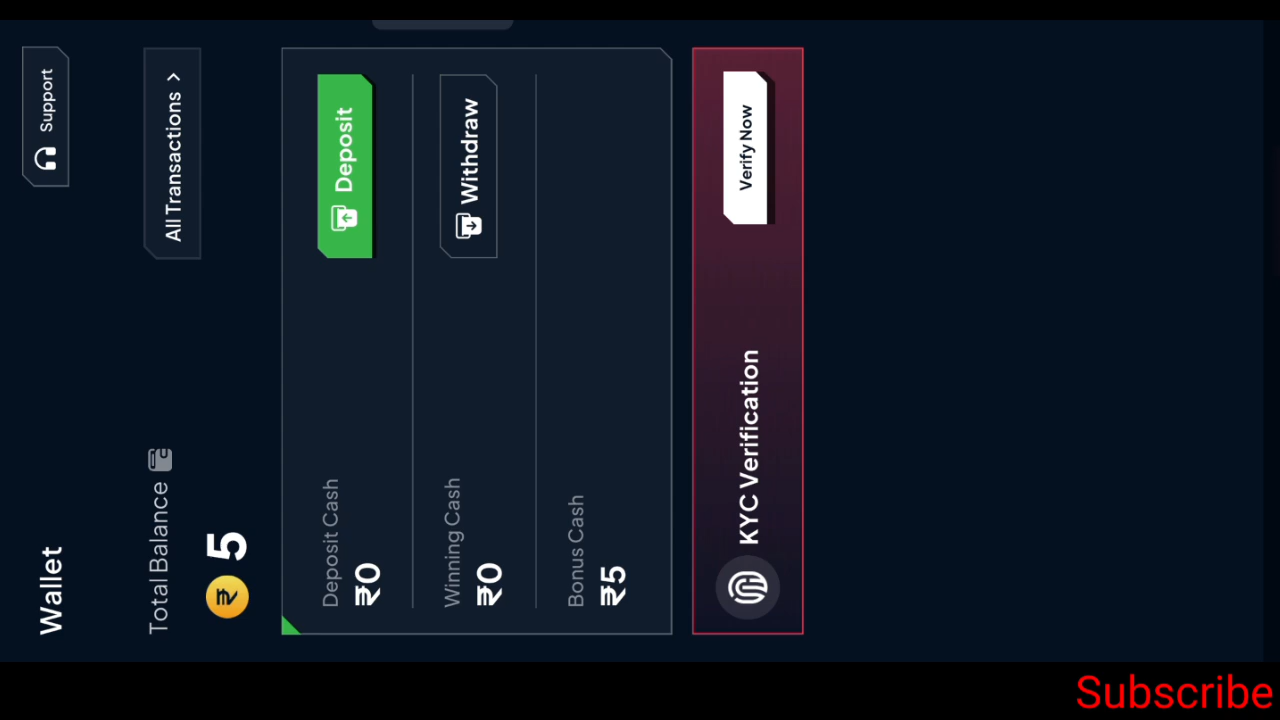 Wallet
Support
Total Balance
All Transactions >
₹ 5
Deposit Cash
₹0
Deposit
Winning Cash
₹0
Withdraw
Bonus Cash
₹5
KYC Verification
Verify Now
Subscribe